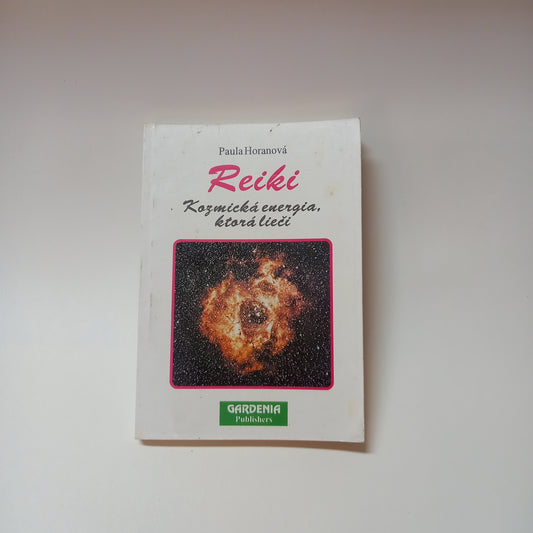 Paula Horanová
Reiki
Kozmická energia,
ktorá lieči
GARDENIA
Publishers